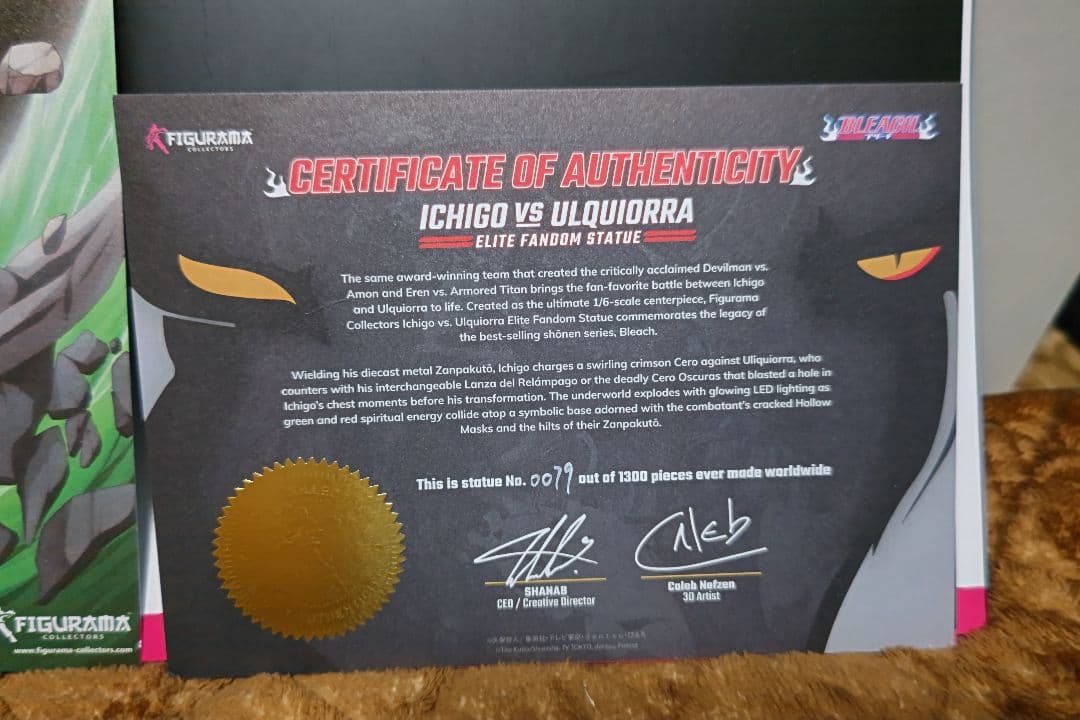 FIGURAMA
COLLECTORS
BLEACH
CERTIFICATE OF AUTHENTICITY
ICHIGO VS ULQUIORRA
ELITE FANDOM STATUE
The same award-winning team that created the critically acclaimed Devilman vs.
Amon and Eren vs. Armored Titan brings the fan-favorite battle between Ichigo
and Ulquiorra to life. Created as the ultimate 1/6-scale centerpiece, Figurama
Collectors Ichigo vs. Ulquiorra Elite Fandom Statue commemorates the legacy of
the best-selling shōnen series, Bleach.
Wielding his diecast metal Zanpakutō, Ichigo charges a swirling crimson Cero against Uliquiorra, who
counters with his interchangeable Lanza del Relámpago or the deadly Cero Oscuras that blasted a hole in
Ichigo's chest moments before his transformation. The underworld explodes with glowing LED lighting as
green and red spiritual energy collide atop a symbolic base adorned with the combatant's cracked Hollow
Masks and the hilts of their Zanpakutō.
This is statue No. 0079 out of 1300 pieces ever made worldwide
Caleb
SHANAB
CEO / Creative Director
Caleb Nefzen
3D Artist
FIGURAMA
COLLECTORS
www.figurama-collectors.com